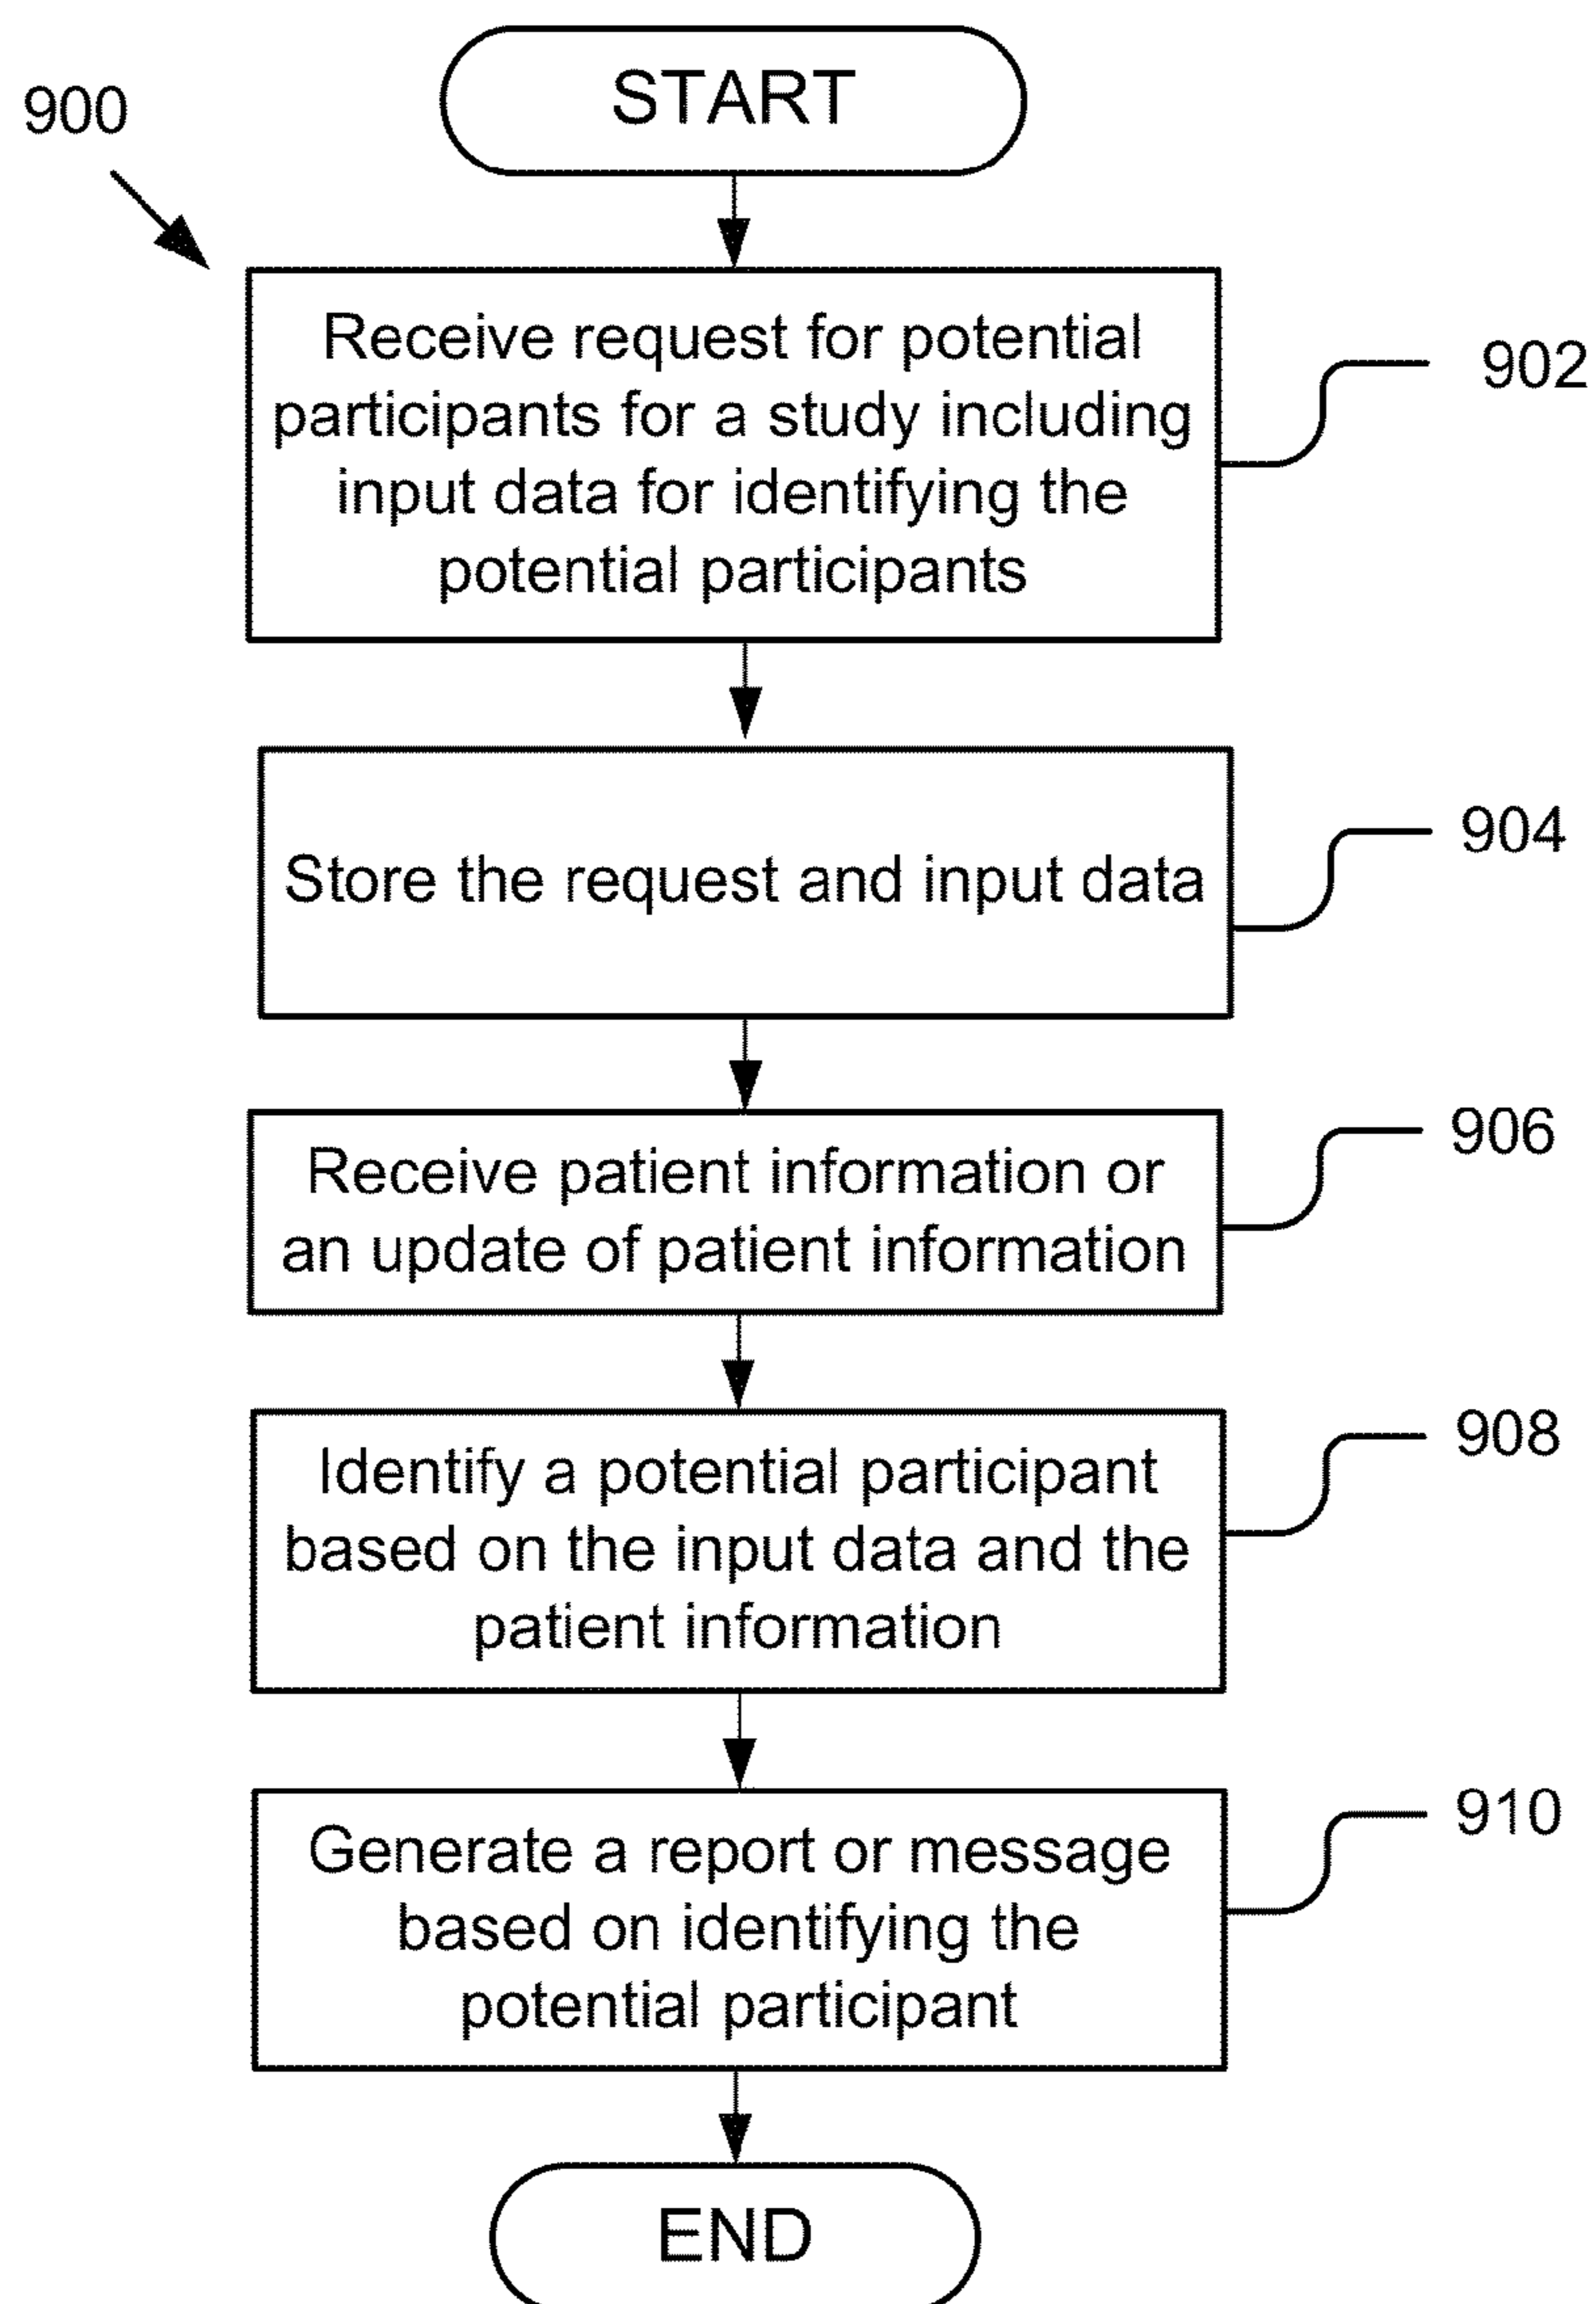 START
900
Receive request for potential
participants for a study including
input data for identifying the
potential participants
902
Store the request and input data
904
Receive patient information or
an update of patient information
906
Identify a potential participant
based on the input data and the
patient information
908
Generate a report or message
based on identifying the
potential participant
910
END